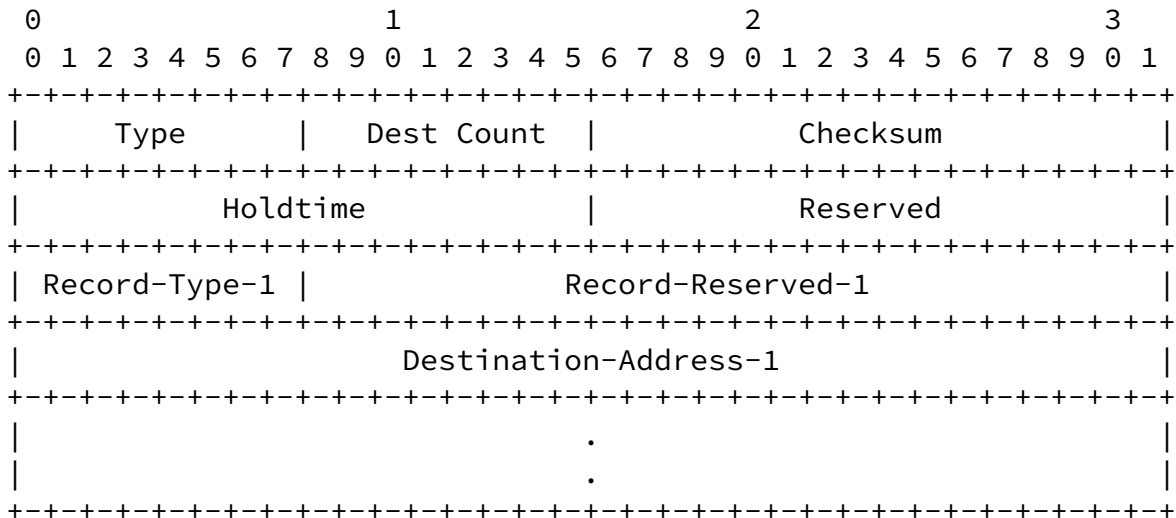 0                   1                   2                   3
 0 1 2 3 4 5 6 7 8 9 0 1 2 3 4 5 6 7 8 9 0 1 2 3 4 5 6 7 8 9 0 1
+-+-+-+-+-+-+-+-+-+-+-+-+-+-+-+-+-+-+-+-+-+-+-+-+-+-+-+-+-+-+-+-+
|     Type      |  Dest Count   |           Checksum            |
+-+-+-+-+-+-+-+-+-+-+-+-+-+-+-+-+-+-+-+-+-+-+-+-+-+-+-+-+-+-+-+-+
|           Holdtime            |           Reserved            |
+-+-+-+-+-+-+-+-+-+-+-+-+-+-+-+-+-+-+-+-+-+-+-+-+-+-+-+-+-+-+-+-+
| Record-Type-1 |              Record-Reserved-1                |
+-+-+-+-+-+-+-+-+-+-+-+-+-+-+-+-+-+-+-+-+-+-+-+-+-+-+-+-+-+-+-+-+
|                     Destination-Address-1                     |
+-+-+-+-+-+-+-+-+-+-+-+-+-+-+-+-+-+-+-+-+-+-+-+-+-+-+-+-+-+-+-+-+
|                               .                               |
|                               .                               |
+-+-+-+-+-+-+-+-+-+-+-+-+-+-+-+-+-+-+-+-+-+-+-+-+-+-+-+-+-+-+-+-+